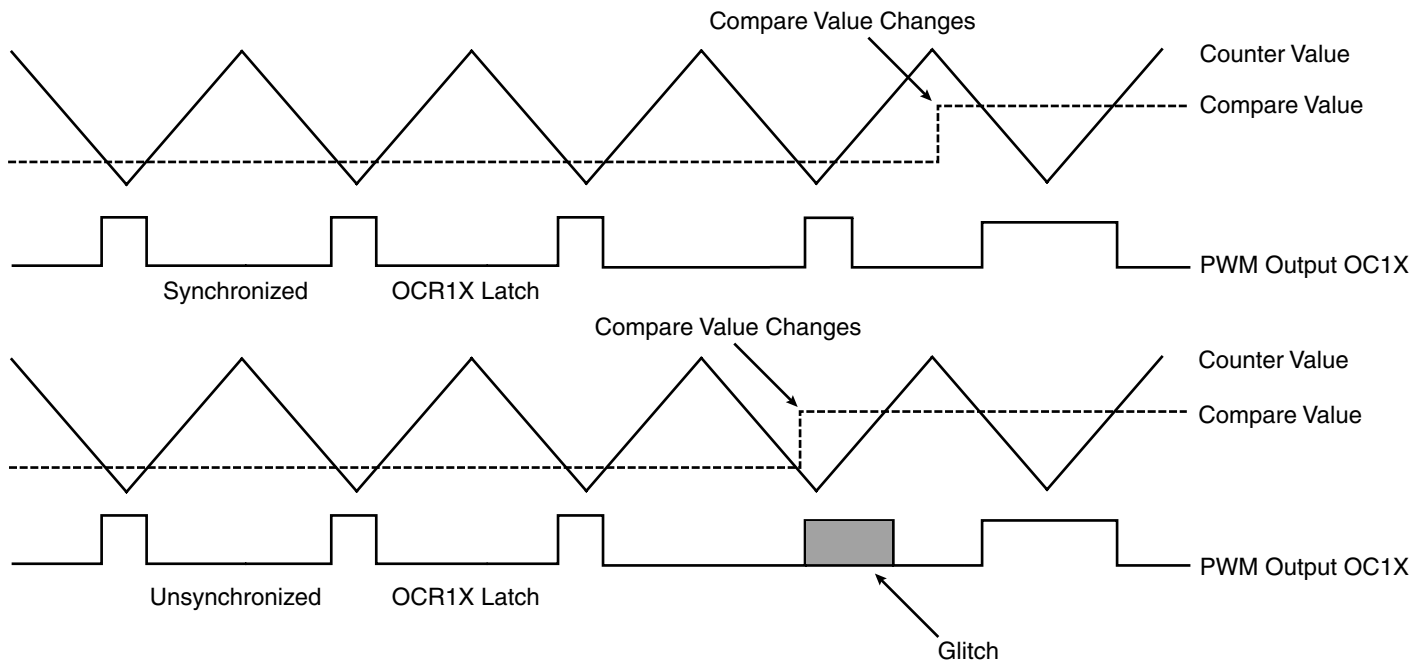 Compare Value Changes
Counter Value
Compare Value
PWM Output OC1X
Synchronized OCR1X Latch
Compare Value Changes
Counter Value
Compare Value
PWM Output OC1X
Unsynchronized OCR1X Latch
Glitch